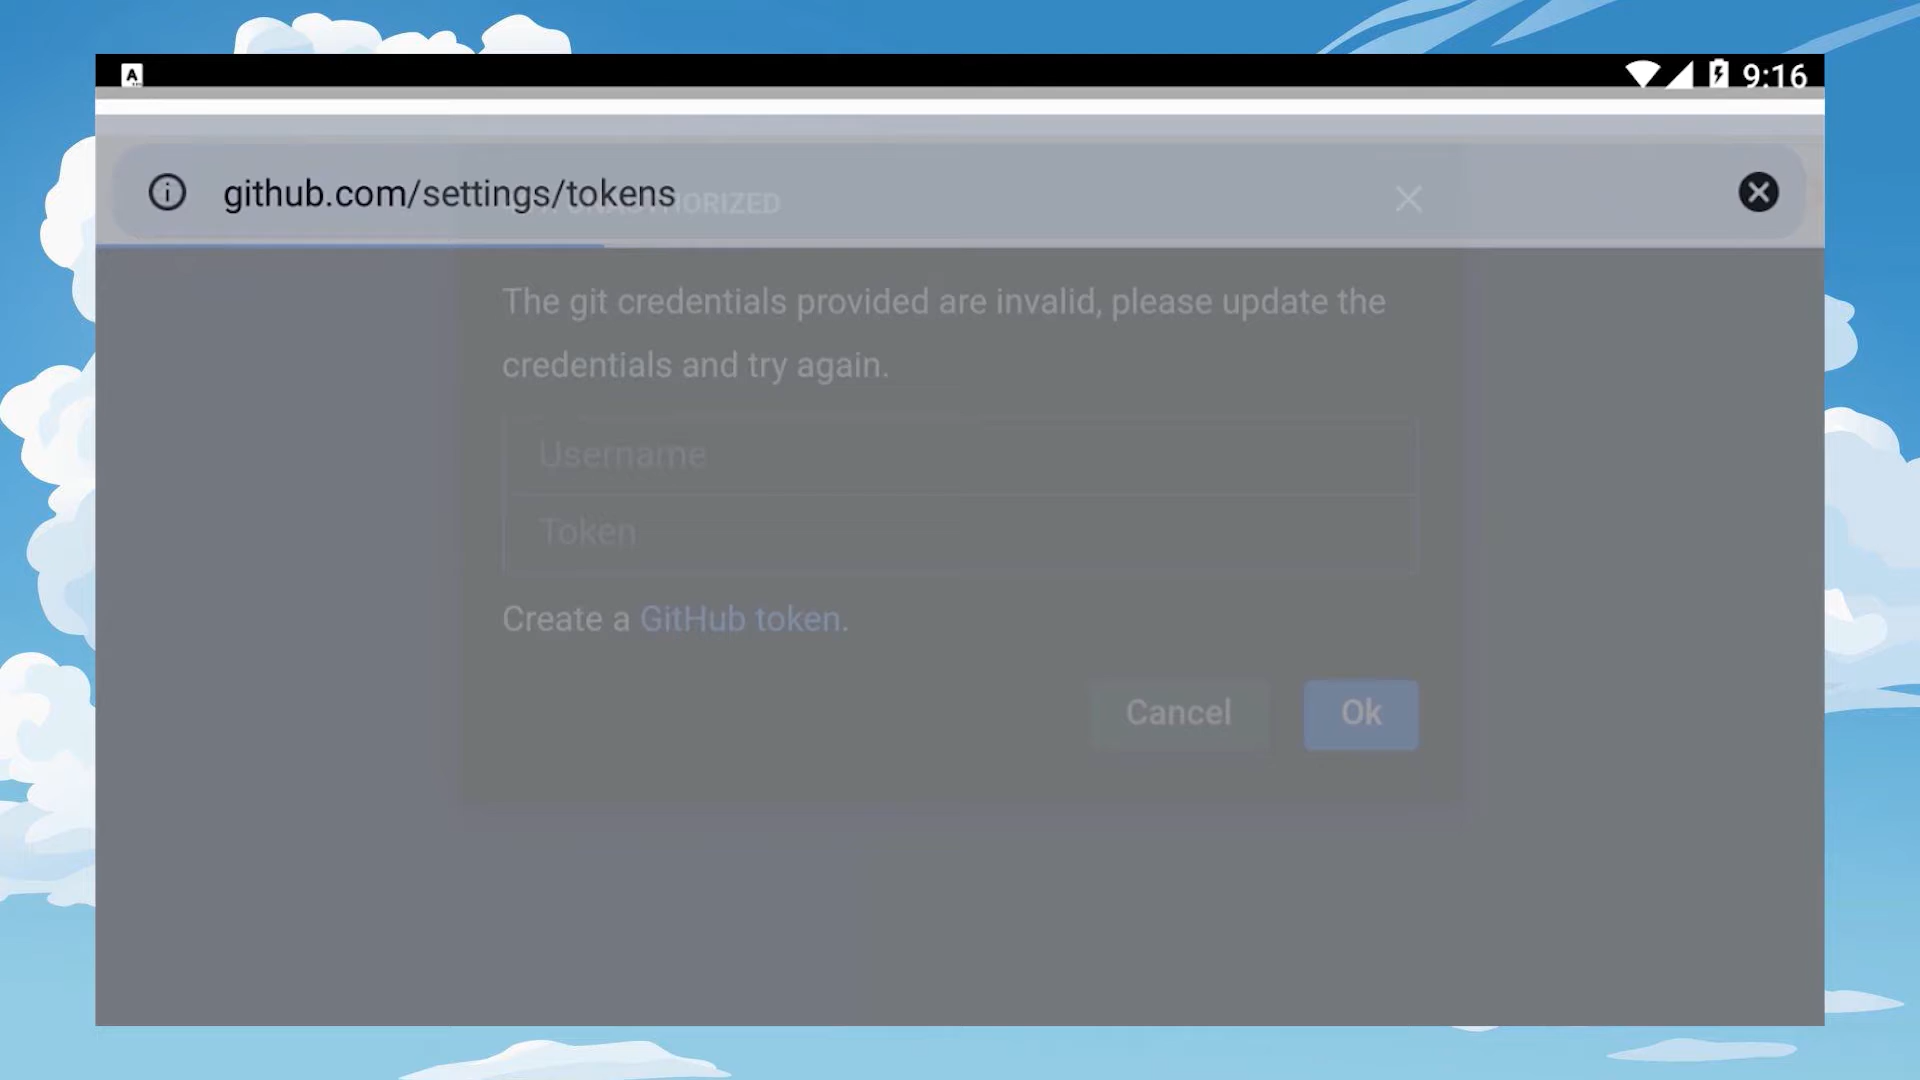 A
9:16
github.com/settings/tokens
The git credentials provided are invalid, please update the
credentials and try again.
Username
Token
Create a GitHub token.
Cancel
Ok